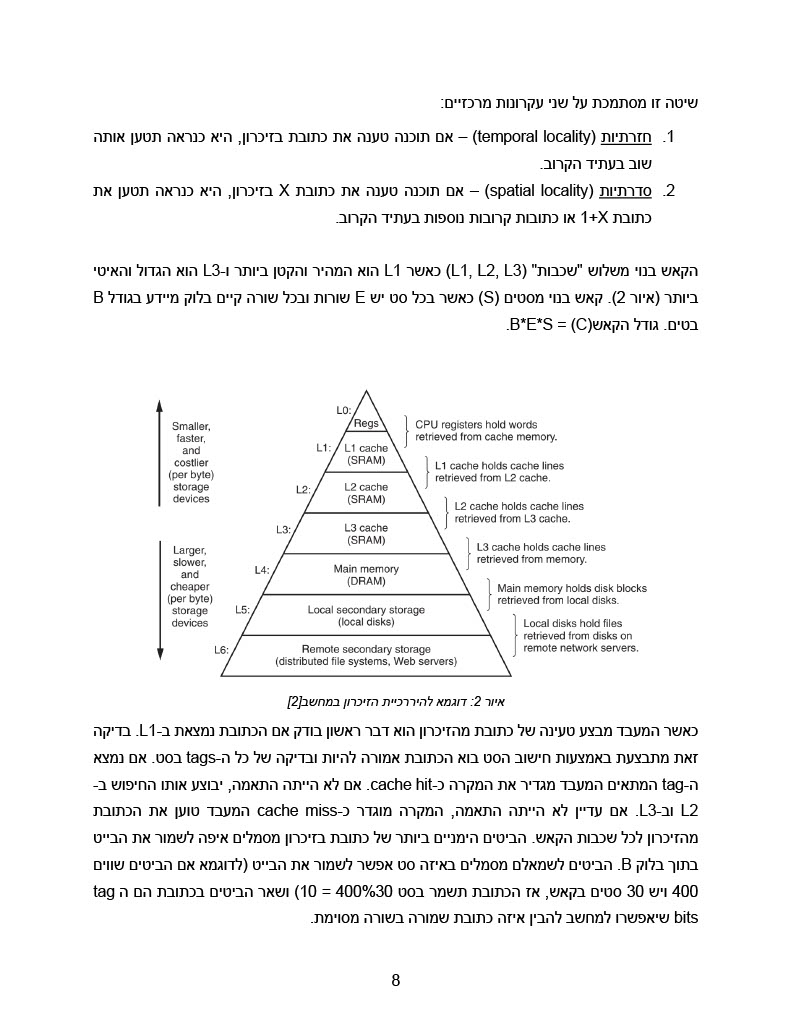 שיטה זו מסתמכת על שני עקרונות מרכזיים:
1. חזרתיות (temporal locality) – אם תוכנה טענה את כתובת בזיכרון, היא כנראה תטען אותה
שוב בעתיד הקרוב.
2. סדרתיות (spatial locality) – אם תוכנה טענה את כתובת X בזיכרון, היא כנראה תטען את
כתובת X+1 או כתובות קרובות נוספות בעתיד הקרוב.
הקאש בנוי משלוש "שכבות" (L1, L2, L3) כאשר L1 הוא המהיר והקטן ביותר ו-L3 הוא הגדול והאיטי
ביותר (איור 2). קאש בנוי מסטים (S) כאשר בכל סט יש E שורות ובכל שורה קיים בלוק מיידע בגודל B
בטים. גודל הקאש(C) = B*E*S.
Smaller,
faster,
and
costlier
(per byte)
storage
devices
Larger,
slower,
and
cheaper
(per byte)
storage
devices
L0:
Regs
CPU registers hold words
retrieved from cache memory.
L1:
L1 cache
(SRAM)
L1 cache holds cache lines
retrieved from L2 cache.
L2:
L2 cache
(SRAM)
L2 cache holds cache lines
retrieved from L3 cache.
L3:
L3 cache
(SRAM)
L3 cache holds cache lines
retrieved from memory.
L4:
Main memory
(DRAM)
Main memory holds disk blocks
retrieved from local disks.
L5:
Local secondary storage
(local disks)
Local disks hold files
retrieved from disks on
remote network servers.
L6:
Remote secondary storage
(distributed file systems, Web servers)
איור 2: דוגמא להיררכיית הזיכרון במחשב[2]
כאשר המעבד מבצע טעינה של כתובת מהזיכרון הוא דבר ראשון בודק אם הכתובת נמצאת ב-L1. בדיקה
זאת מתבצעת באמצעות חישוב הסט בוא הכתובת אמורה להיות ובדיקה של כל ה-tags בסט. אם נמצא
ה-tag המתאים המעבד מגדיר את המקרה כ-cache hit. אם לא הייתה התאמה, יבוצע אותו החיפוש ב-
L2 וב-L3. אם עדיין לא הייתה התאמה, המקרה מוגדר כ-cache miss המעבד טוען את הכתובת
מהזיכרון לכל שכבות הקאש. הביטים הימניים ביותר של כתובת בזיכרון מסמלים איפה לשמור את הבייט
בתוך בלוק B. הביטים לשמאלם מסמלים באיזה סט אפשר לשמור את הבייט (לדוגמא אם הביטים שווים
400 ויש 30 סטים בקאש, אז הכתובת תשמר בסט 400%30 = 10) ושאר הביטים בכתובת הם ה tag
bits שיאפשרו למחשב להבין איזה כתובת שמורה בשורה מסוימת.
8